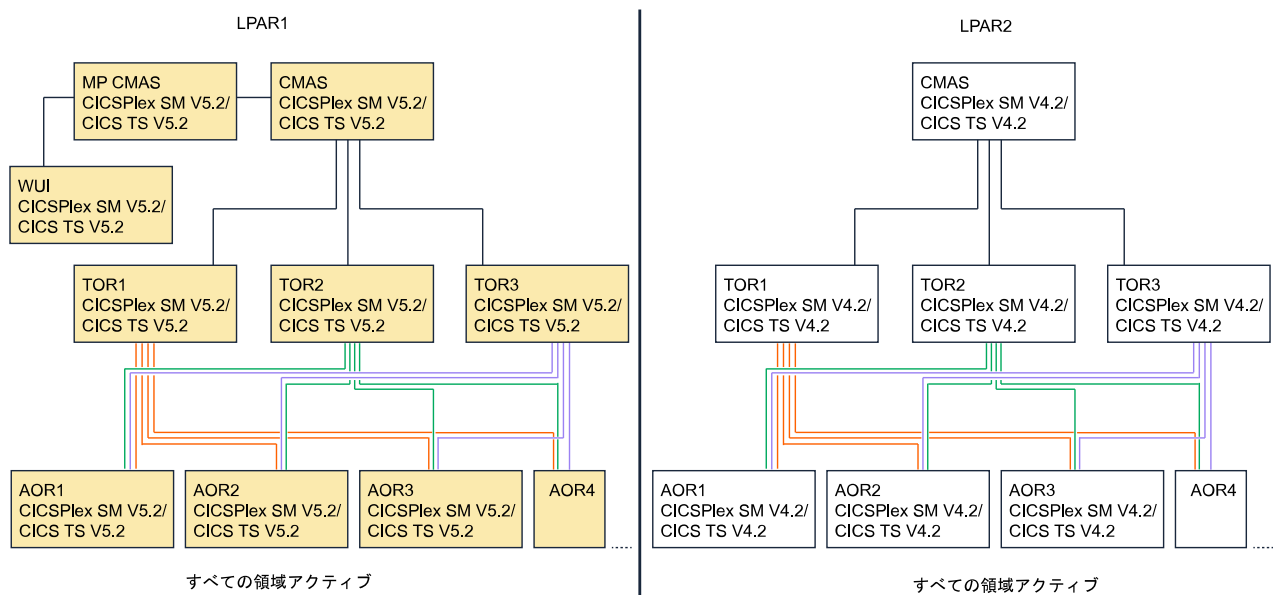 LPAR1
MP CMAS
CICSPlex SM V5.2/
CICS TS V5.2
CMAS
CICSPlex SM V5.2/
CICS TS V5.2
WUI
CICSPlex SM V5.2/
CICS TS V5.2
TOR1
CICSPlex SM V5.2/
CICS TS V5.2
TOR2
CICSPlex SM V5.2/
CICS TS V5.2
TOR3
CICSPlex SM V5.2/
CICS TS V5.2
AOR1
CICSPlex SM V5.2/
CICS TS V5.2
AOR2
CICSPlex SM V5.2/
CICS TS V5.2
AOR3
CICSPlex SM V5.2/
CICS TS V5.2
AOR4
すべての領域アクティブ
LPAR2
CMAS
CICSPlex SM V4.2/
CICS TS V4.2
TOR1
CICSPlex SM V4.2/
CICS TS V4.2
TOR2
CICSPlex SM V4.2/
CICS TS V4.2
TOR3
CICSPlex SM V4.2/
CICS TS V4.2
AOR1
CICSPlex SM V4.2/
CICS TS V4.2
AOR2
CICSPlex SM V4.2/
CICS TS V4.2
AOR3
CICSPlex SM V4.2/
CICS TS V4.2
AOR4
すべての領域アクティブ